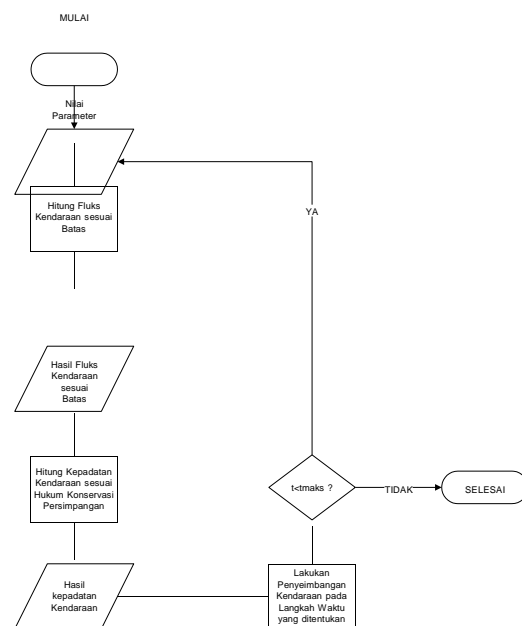 MULAI
Nilai
Parameter
Hitung Fluks
Kendaraan sesuai
Batas
YA
Hasil Fluks
Kendaraan
sesuai
Batas
Hitung Kepadatan
Kendaraan sesuai
Hukum Konservasi
Persimpangan
t<tmaks ?
TIDAK
SELESAI
Hasil
kepadatan
Kendaraan
Lakukan
Penyeimbangan
Kendaraan pada
Langkah Waktu
yang ditentukan